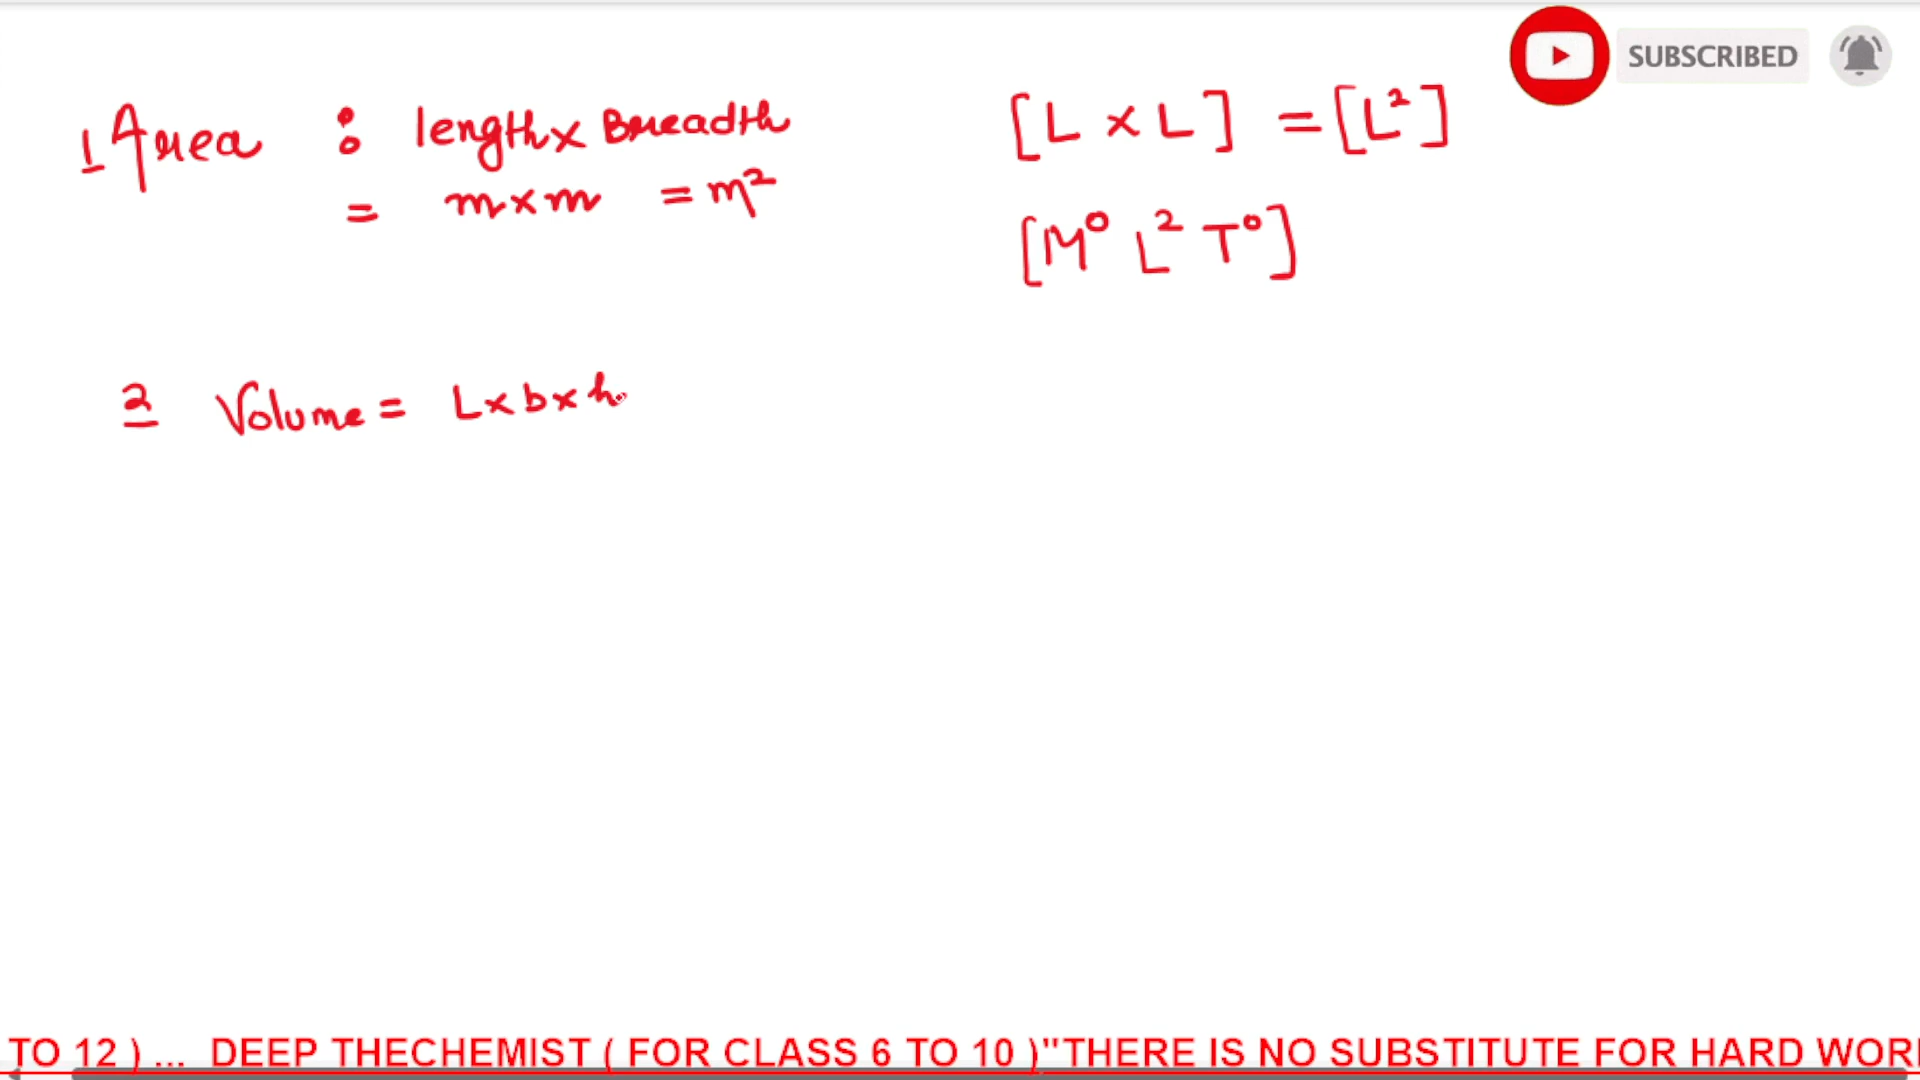 SUBSCRIBED
1 Area : length x Breadth [L x L] = [L²]
= m x m = m²
[M⁰ L² T⁰]
2 Volume = L x b x h
TO 12 ) ... DEEP THECHEMIST ( FOR CLASS 6 TO 10 )"THERE IS NO SUBSTITUTE FOR HARD WOR